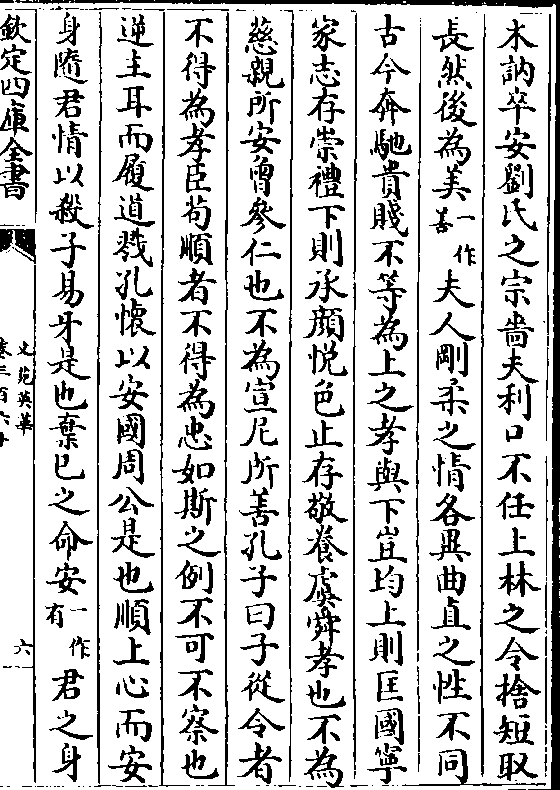 木訥卒安劉氏之宗嗇夫利口不任上林之令捨短取
長然後為美一作善夫人剛柔之情各異曲直之性不同
古今奔馳貴賤不等為上之孝與下豈均上則匡國寧
家志存崇禮下則承顔悦色止存敬養虞舜孝也不為
慈親所安曾參仁也不為宣尼所善孔子曰子從令者
不得為孝臣苟順者不得為忠如斯之例不可不察也
逆主耳而履道戮孔懷以安國周公是也順上心而安
身隨君情以殺子易牙是也棄已之命安一作有君之身
欽定四庫全書
文苑英華
卷三百六十
六